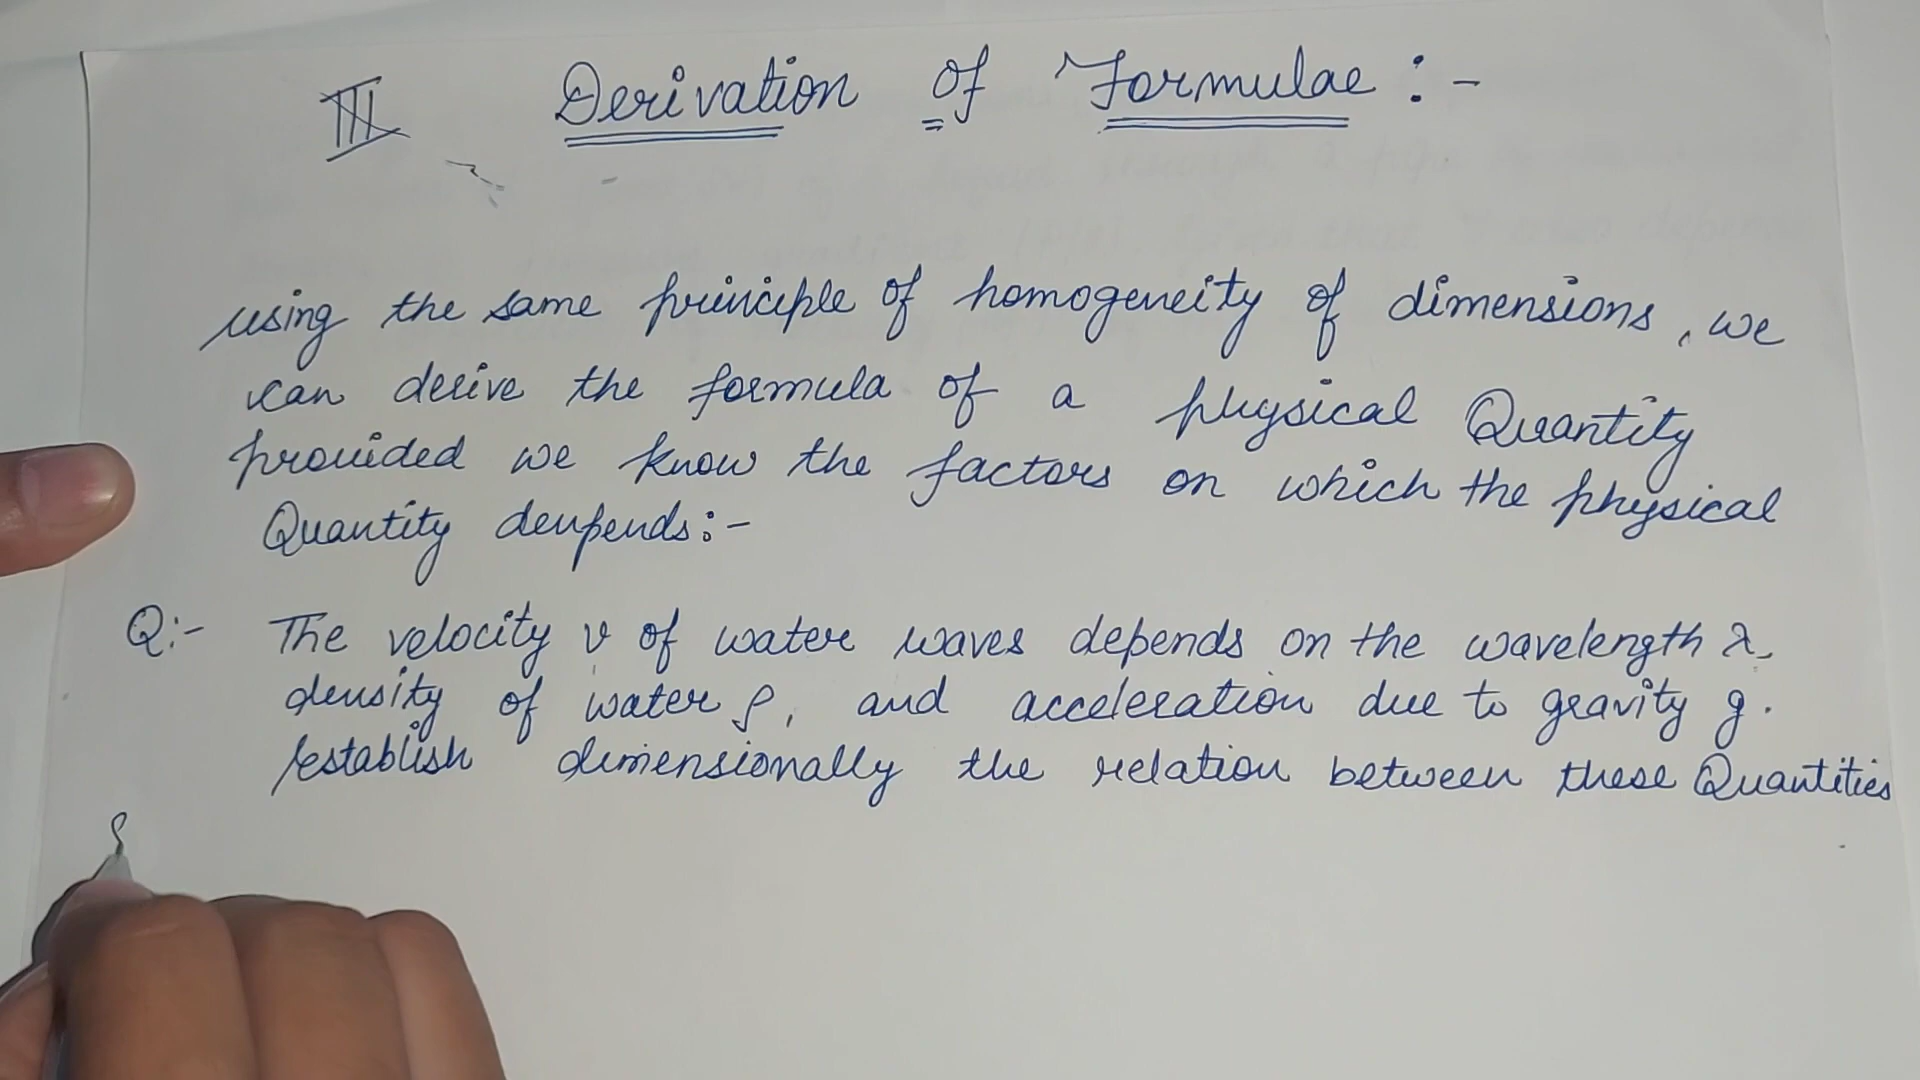 III Derivation of Formulae :-
using the same principle of homogeneity of dimensions, we
can derive the formula of a physical Quantity
provided we know the factors on which the physical
Quantity denpends:-
Q:- The velocity v of water waves depends on the wavelength λ,
density of water ρ, and acceleration due to gravity g.
establish dimensionally the relation between these Quantities
S